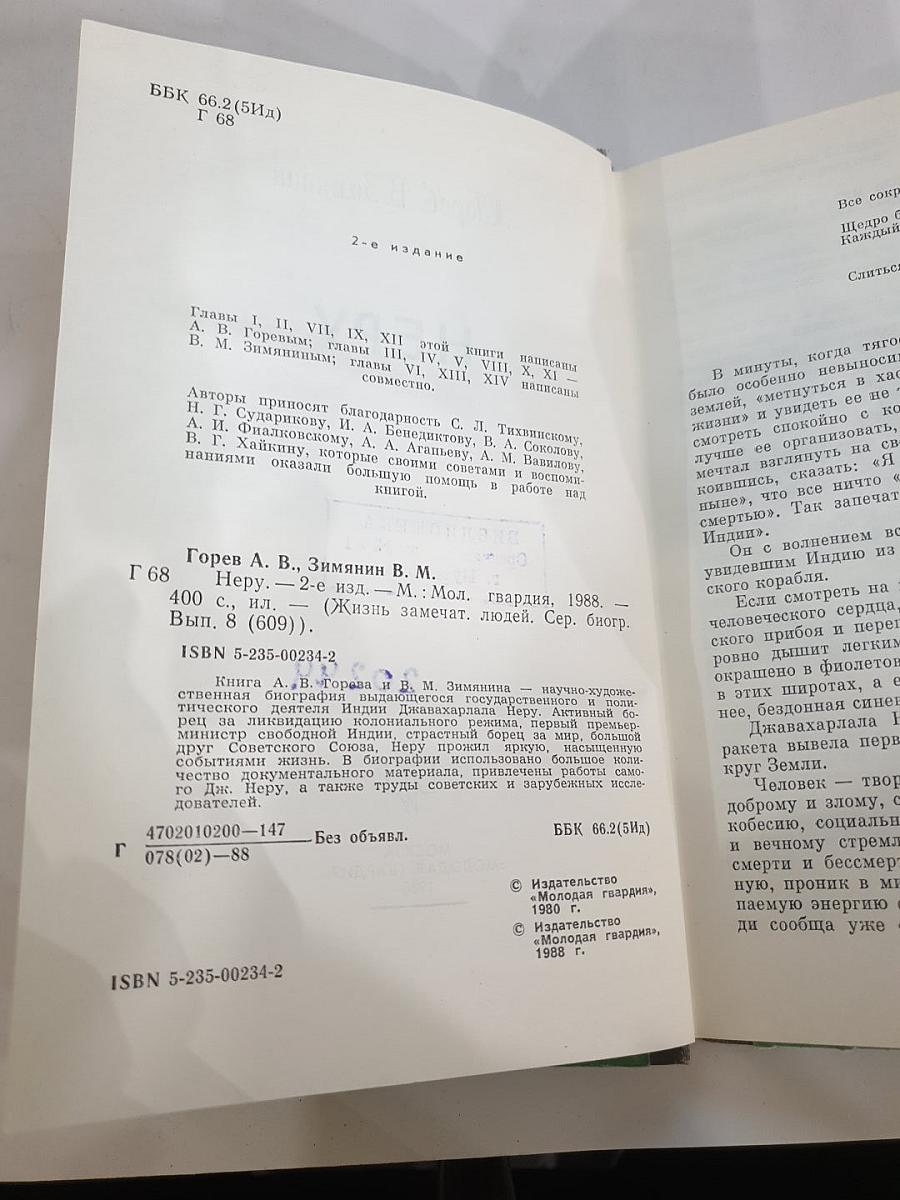 ББК 66.2(5Ид)
Г 68
2-е издание
Главы I, II, VII, IX, XII этой книги написаны
А. В. Горевым; главы III, IV, V, VIII, X, XI —
В. М. Зимяниным; главы VI, XIII, XIV написаны
совместно.
Авторы приносят благодарность С. Л. Тихвинскому,
Н. Г. Сударикову, И. А. Бенедиктову, В. А. Соколову,
А. И. Фиалковскому, А. А. Агапьеву, А. М. Вавилову,
В. Г. Хайкину, которые своими советами и воспоми-
наниями оказали большую помощь в работе над
книгой.
Горев А. В., Зимянин В. М.
Г 68 Неру. — 2-е изд. — М.: Мол. гвардия, 1988. —
400 с., ил. — (Жизнь замечат. людей. Сер. биогр.
Вып. 8 (609)).
ISBN 5-235-00234-2
Книга А. В. Горева и В. М. Зимянина — научно-художе-
ственная биография выдающегося государственного и поли-
тического деятеля Индии Джавахарлала Неру. Активный бо-
рец за ликвидацию колониального режима, первый премьер-
министр свободной Индии, страстный борец за мир, большой
друг Советского Союза, Неру прожил яркую, насыщенную
событиями жизнь. В биографии использовано большое коли-
чество документального материала, привлечены работы само-
го Дж. Неру, а также труды советских и зарубежных иссле-
дователей.
Г 4702010200—147
078(02)—88
Без объявл.
ББК 66.2(5Ид)
© Издательство
«Молодая гвардия»,
1980 г.
© Издательство
«Молодая гвардия»,
1988 г.
ISBN 5-235-00234-2
Все сокр
Щедро б
Каждый
Слиться
В минуты, когда тягос
было особенно невыносим
землей, «метнуться в хас
жизни» и увидеть ее не т
смотреть спокойно с ко
лучше ее организовать,
мечтал взглянуть на св
коившись, сказать: «Я
ныне», что все ничто «
смертью». Так запечат
Индии».
Он с волнением вс
увидевшим Индию из
ского корабля.
Если смотреть на
человеческого сердца,
ского прибоя и переп
ровно дышит легким
окрашено в фиолетов
в этих широтах, а е
нее, бездонная синев
Джавахарлала Н
ракета вывела перв
круг Земли.
Человек — твор
доброму и злому, с
кобесию, социальн
и вечному стремл
смерти и бессмерт
ную, проник в ми
паемую энергию
ди сообща уже